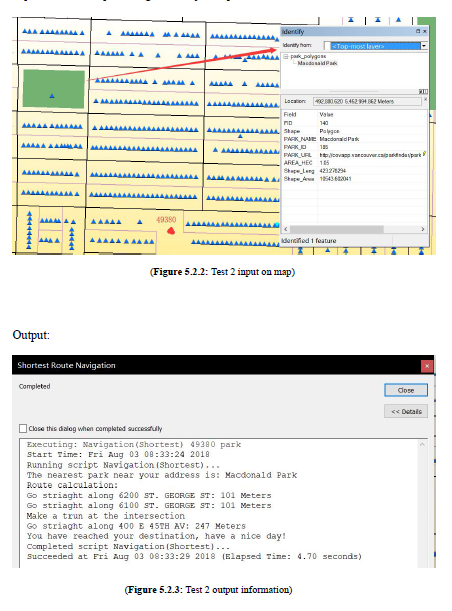 Identify
Identify from: <Top-most layer>
park_polygons
Macdonald Park
Location: 492,880.620 5,452,994.862 Meters
Field Value
FID 140
Shape Polygon
PARK_NAME Macdonald Park
PARK_ID 186
PARK_URL http://covapp.vancouver.ca/parkfinder/park
AREA_HEC 1.05
Shape_Leng 423.278294
Shape_Area 10543.602041
Identified 1 feature
49380
(Figure 5.2.2: Test 2 input on map)
Output:
Shortest Route Navigation
Completed
Close
<< Details
Close this dialog when completed successfully
Executing: Navigation(Shortest) 49380 park
Start Time: Fri Aug 03 08:33:24 2018
Running script Navigation(Shortest)...
The nearest park near your address is: Macdonald Park
Route calculation:
Go striaght along 6200 ST. GEORGE ST: 101 Meters
Go striaght along 6100 ST. GEORGE ST: 101 Meters
Make a trun at the intersection
Go striaght along 400 E 45TH AV: 247 Meters
You have reached your destination, have a nice day!
Completed script Navigation(Shortest)...
Succeeded at Fri Aug 03 08:33:29 2018 (Elapsed Time: 4.70 seconds)
(Figure 5.2.3: Test 2 output information)